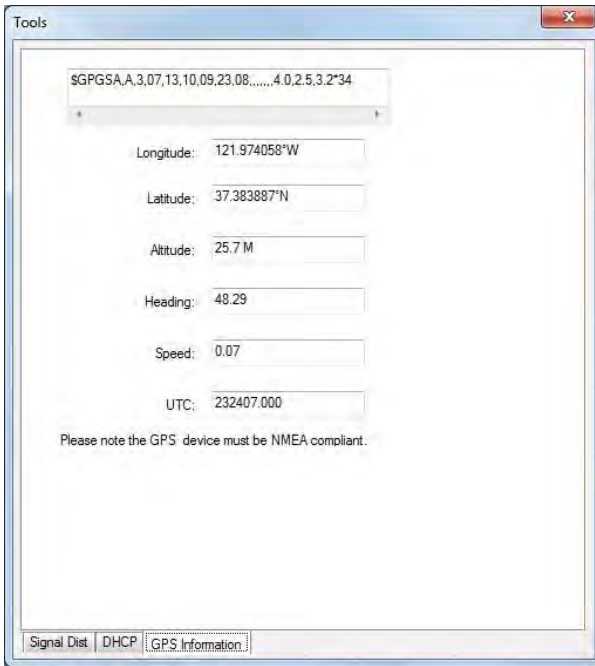 Tools
x
$GPGSA,A,3,07,13,10,09,23,08,,,,,,,4.0,2.5,3.2*34
Longitude: 121.974058°W
Latitude: 37.383887°N
Altitude: 25.7 M
Heading: 48.29
Speed: 0.07
UTC: 232407.000
Please note the GPS device must be NMEA compliant.
Signal Dist DHCP GPS Information